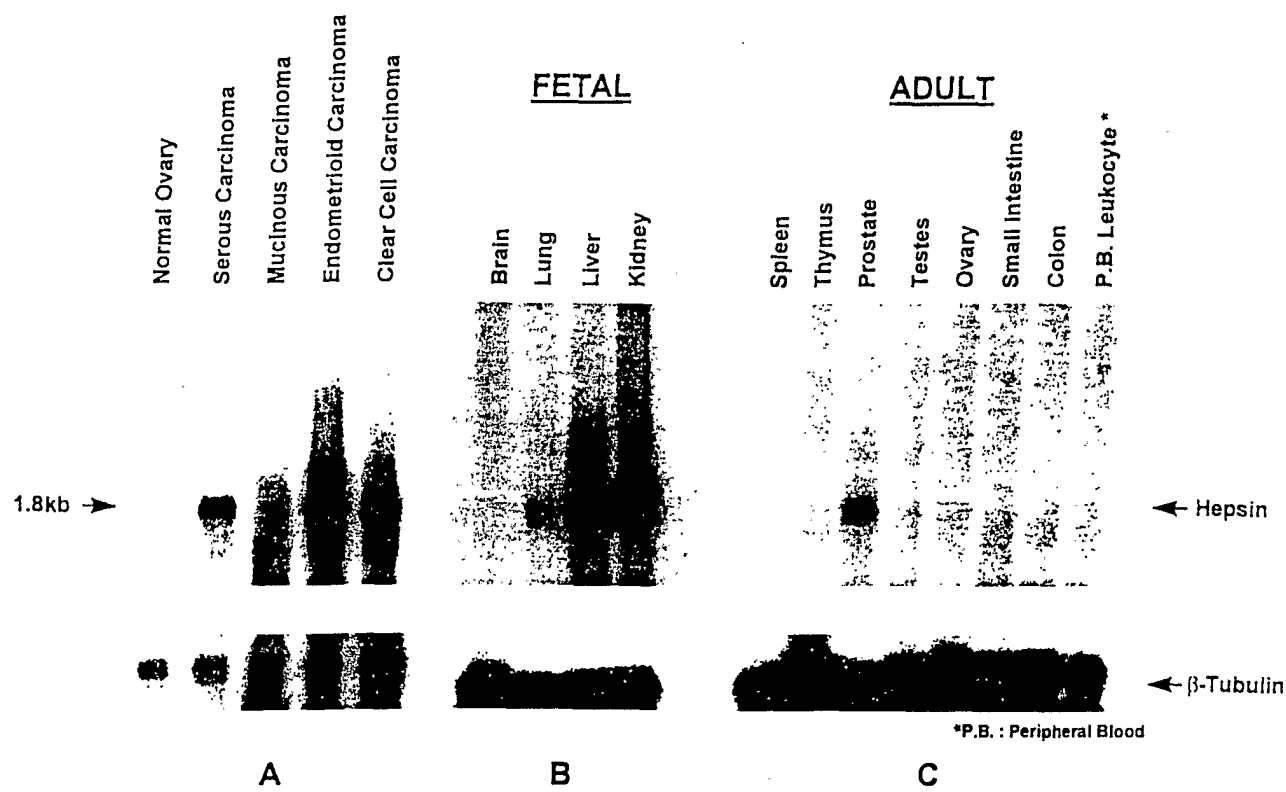 Normal Ovary
Serous Carcinoma
Mucinous Carcinoma
Endometrioid Carcinoma
Clear Cell Carcinoma
FETAL
Brain
Lung
Liver
Kidney
ADULT
Spleen
Thymus
Prostate
Testes
Ovary
Small Intestine
Colon
P.B. Leukocyte *
1.8kb
Hepsin
β-Tubulin
*P.B. : Peripheral Blood
A
B
C